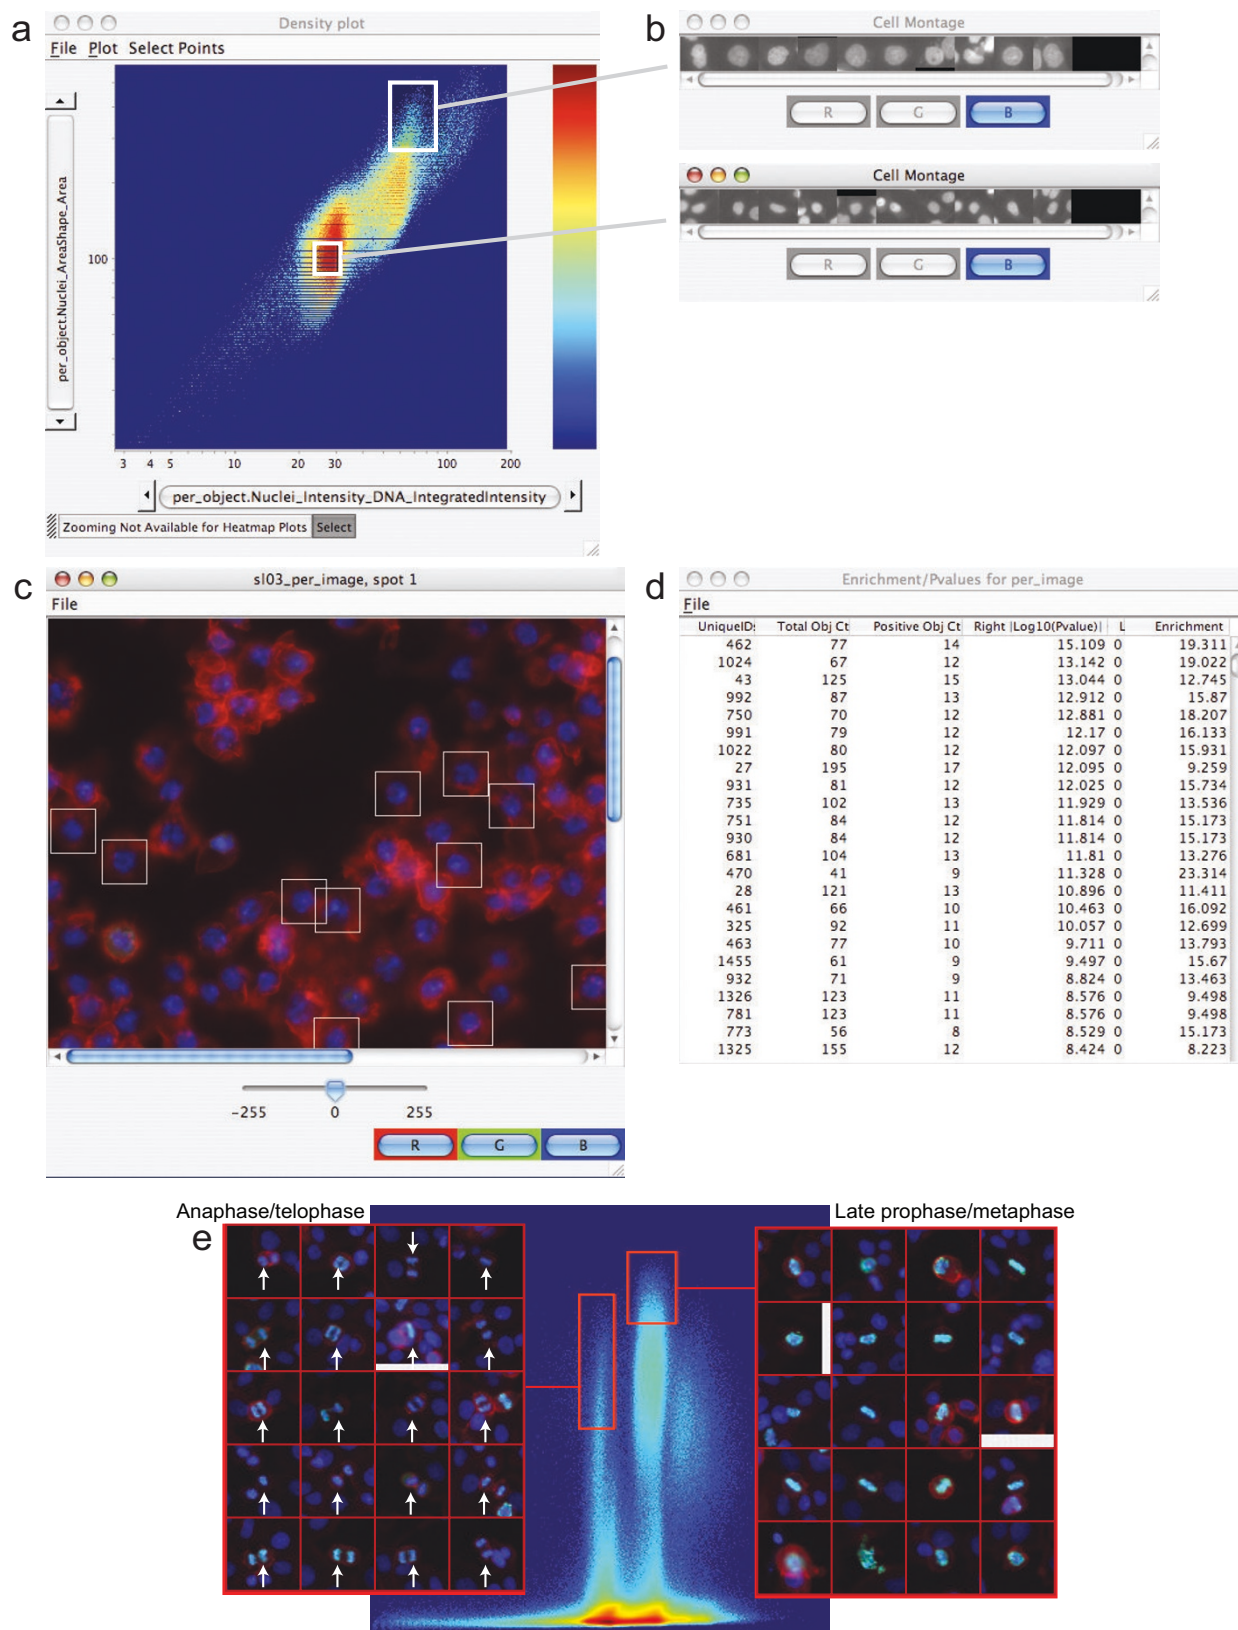 a
Density plot
File Plot Select Points
per_object.Nuclei_AreaShape_Area
100
3 4 5 10 20 30 100 200
per_object.Nuclei_Intensity_DNA_IntegratedIntensity
Zooming Not Available for Heatmap Plots Select
b
Cell Montage
R G B
Cell Montage
R G B
c
sl03_per_image, spot 1
File
-255 0 255
R G B
d
Enrichment/Pvalues for per_image
File
UniqueID: Total Obj Ct Positive Obj Ct Right |Log10(Pvalue)| L Enrichment
462 77 14 15.109 0 19.311
1024 67 12 13.142 0 19.022
43 125 15 13.044 0 12.745
992 87 13 12.912 0 15.87
750 70 12 12.881 0 18.207
991 79 12 12.17 0 16.133
1022 80 12 12.097 0 15.931
27 195 17 12.095 0 9.259
931 81 12 12.025 0 15.734
735 102 13 11.929 0 13.536
751 84 12 11.814 0 15.173
930 84 12 11.814 0 15.173
681 104 13 11.81 0 13.276
470 41 9 11.328 0 23.314
28 121 13 10.896 0 11.411
461 66 10 10.463 0 16.092
325 92 11 10.057 0 12.699
463 77 10 9.711 0 13.793
1455 61 9 9.497 0 15.67
932 71 9 8.824 0 13.463
1326 123 11 8.576 0 9.498
781 123 11 8.576 0 9.498
773 56 8 8.529 0 15.173
1325 155 12 8.424 0 8.223
Anaphase/telophase
Late prophase/metaphase
e